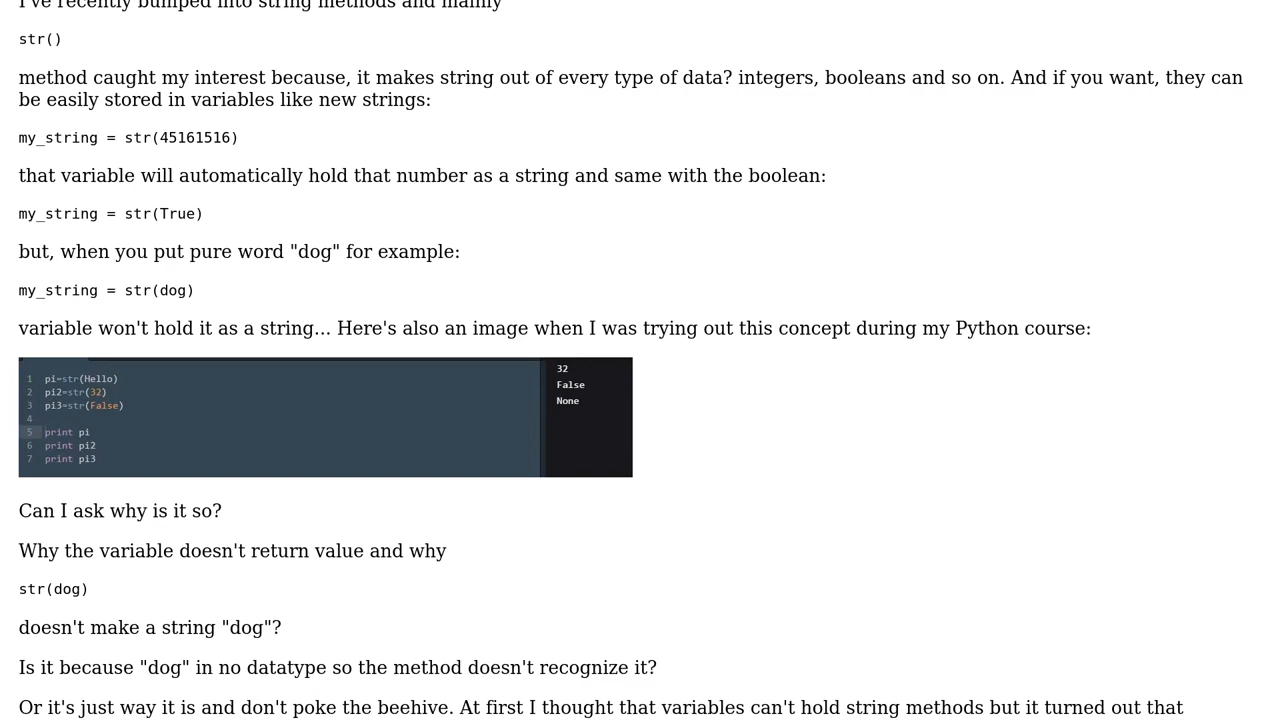 I've recently bumped into string methods and mainly
str()
method caught my interest because, it makes string out of every type of data? integers, booleans and so on. And if you want, they can
be easily stored in variables like new strings:
my_string = str(45161516)
that variable will automatically hold that number as a string and same with the boolean:
my_string = str(True)
but, when you put pure word "dog" for example:
my_string = str(dog)
variable won't hold it as a string... Here's also an image when I was trying out this concept during my Python course:
1 pi=str(Hello)
2 pi2=str(32)
3 pi3=str(False)
4
5 print pi
6 print pi2
7 print pi3
32
False
None
Can I ask why is it so?
Why the variable doesn't return value and why
str(dog)
doesn't make a string "dog"?
Is it because "dog" in no datatype so the method doesn't recognize it?
Or it's just way it is and don't poke the beehive. At first I thought that variables can't hold string methods but it turned out that